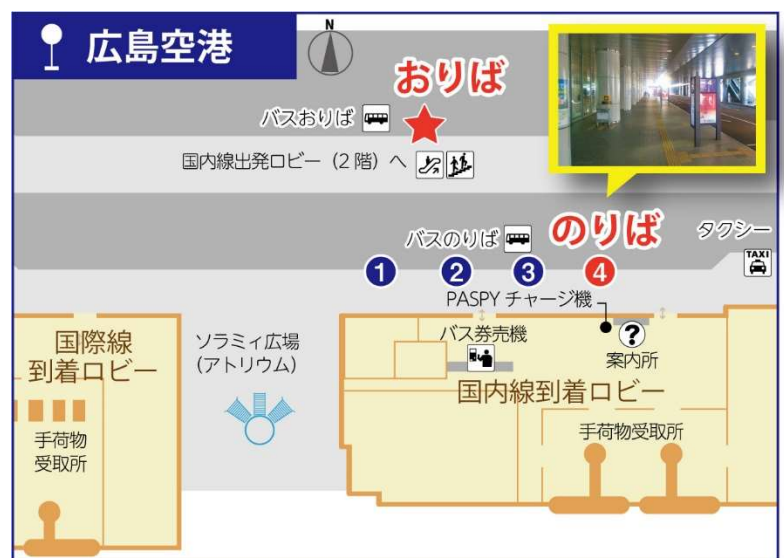 広島空港
N
おりば
バスおりば
国内線出発ロビー（2階）へ
バスのりば
のりば
タクシー
TAXI
1 2 3 4
PASPY チャージ機
国際線
到着ロビー
ソラミィ広場
(アトリウム)
バス券売機
?
案内所
国内線到着ロビー
手荷物
受取所
手荷物受取所